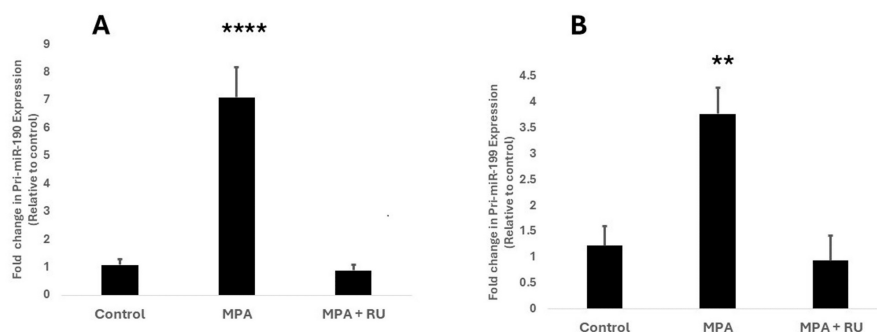 A
****
Fold change in Pri-miR-190 Expression
(Relative to control)
9
8
7
6
5
4
3
2
1
0
Control MPA MPA + RU
B
**
Fold change in Pri-miR-199 Expression
(Relative to control)
4.5
4
3.5
3
2.5
2
1.5
1
0.5
0
Control MPA MPA + RU